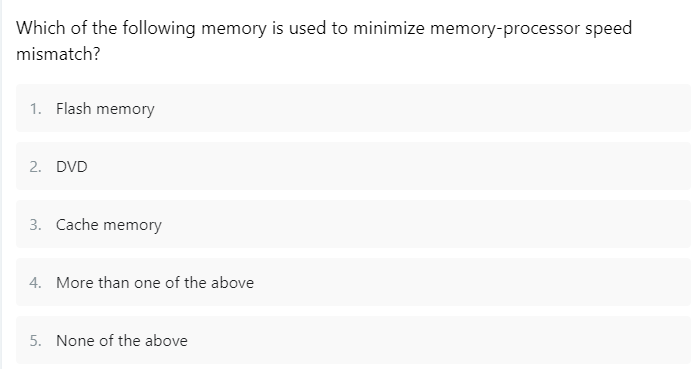 Which of the following memory is used to minimize memory-processor speed
mismatch?
1. Flash memory
2. DVD
3. Cache memory
4. More than one of the above
5. None of the above